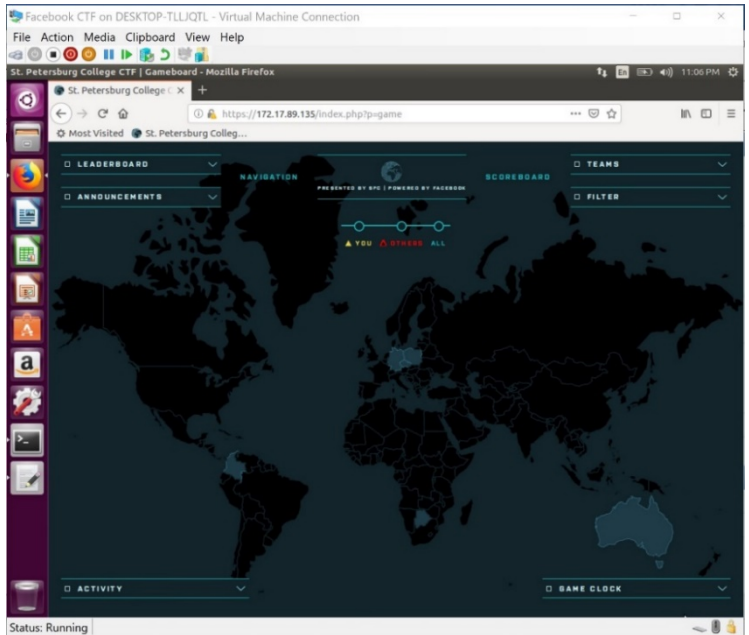 Facebook CTF on DESKTOP-TLLJQTL - Virtual Machine Connection
File Action Media Clipboard View Help
St. Petersburg College CTF | Gameboard - Mozilla Firefox
En
11:06 PM
St. Petersburg College C
https://172.17.89.135/index.php?p=game
Most Visited
St. Petersburg Colleg...
LEADERBOARD
NAVIGATION
PRESENTED BY SPC | POWERED BY FACEBOOK
SCOREBOARD
TEAMS
ANNOUNCEMENTS
FILTER
YOU
OTHERS
ALL
ACTIVITY
GAME CLOCK
Status: Running